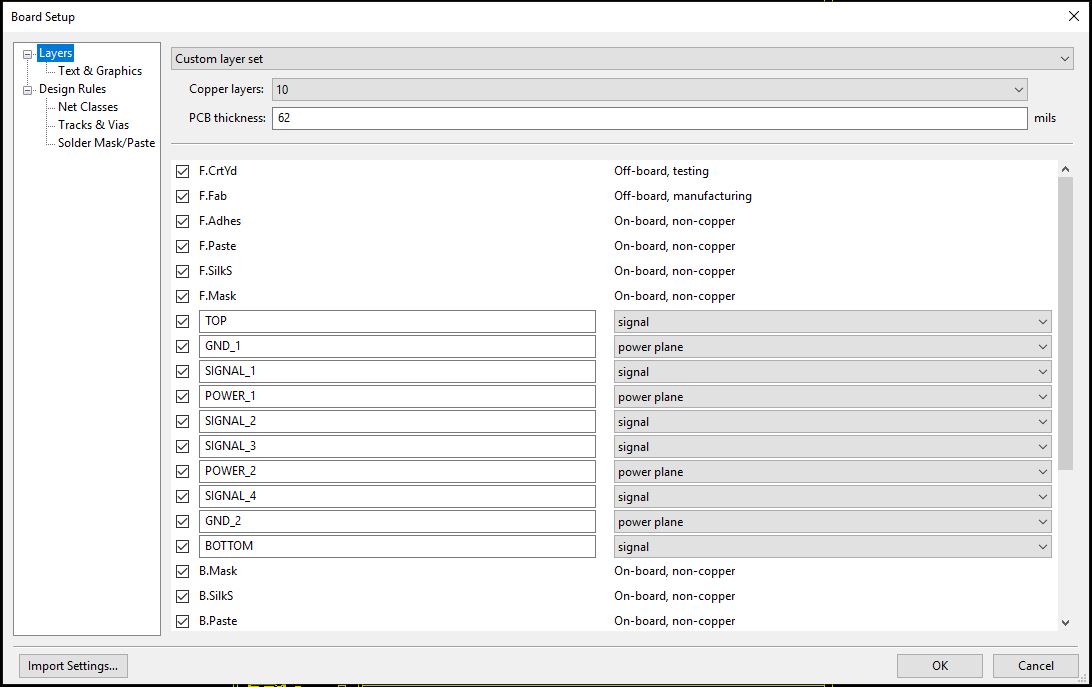 Board Setup
Layers
Text & Graphics
Design Rules
Net Classes
Tracks & Vias
Solder Mask/Paste
Custom layer set
Copper layers: 10
PCB thickness: 62 mils
F.CrtYd Off-board, testing
F.Fab Off-board, manufacturing
F.Adhes On-board, non-copper
F.Paste On-board, non-copper
F.SilkS On-board, non-copper
F.Mask On-board, non-copper
TOP signal
GND_1 power plane
SIGNAL_1 signal
POWER_1 power plane
SIGNAL_2 signal
SIGNAL_3 signal
POWER_2 power plane
SIGNAL_4 signal
GND_2 power plane
BOTTOM signal
B.Mask On-board, non-copper
B.SilkS On-board, non-copper
B.Paste On-board, non-copper
Import Settings... OK Cancel